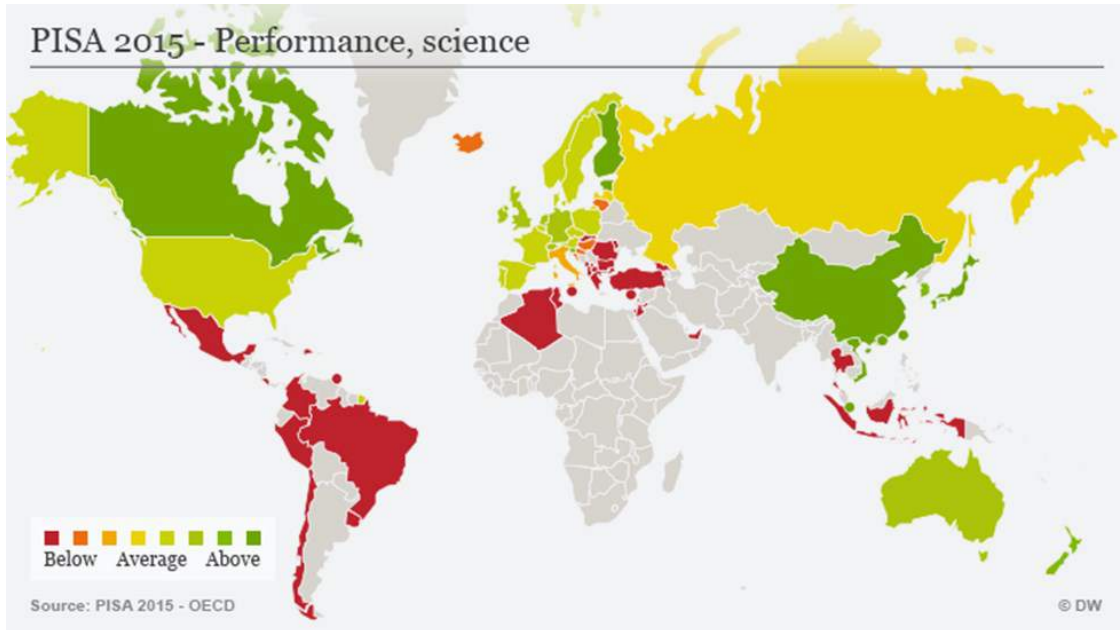 PISA 2015 - Performance, science
Below Average Above
Source: PISA 2015 - OECD
© DW